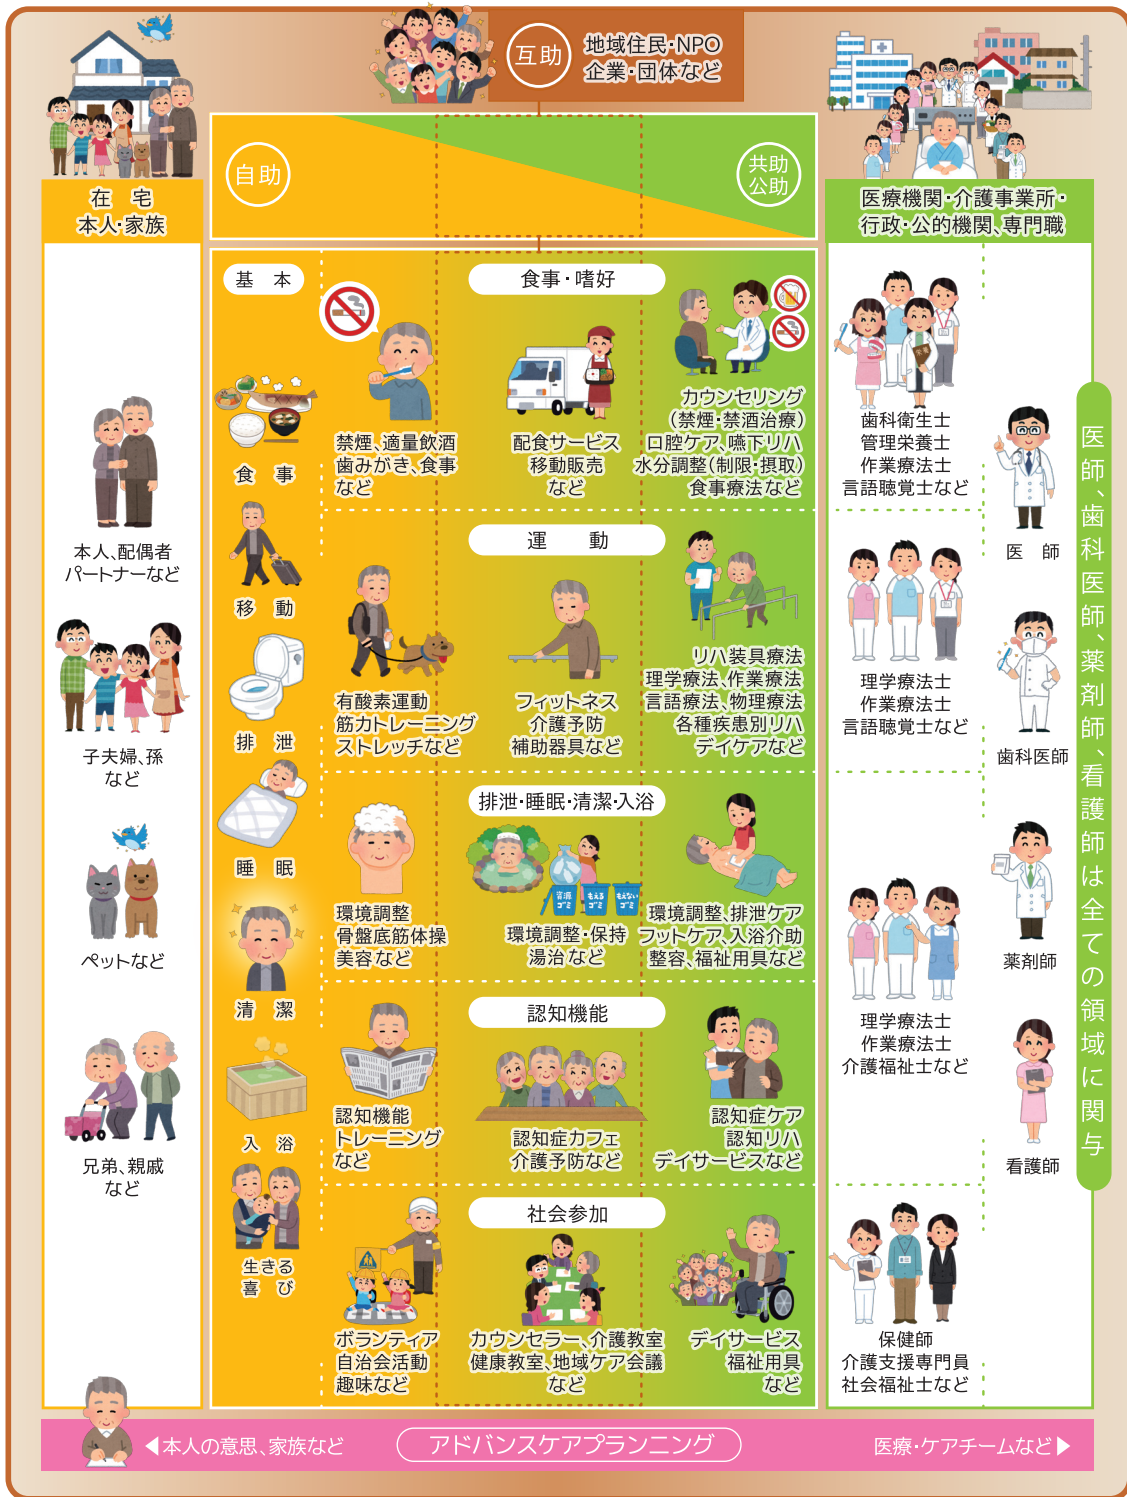 互助
地域住民・NPO
企業・団体など
自助
共助
公助
在　宅
本人・家族
医療機関・介護事業所・
行政・公的機関、専門職
本人、配偶者
パートナーなど
子夫婦、孫
など
ペットなど
兄弟、親戚
など
基　本
食　事
移　動
排　泄
睡　眠
清　潔
入　浴
生きる
喜　び
食事・嗜好
禁煙、適量飲酒
歯みがき、食事
など
配食サービス
移動販売
など
カウンセリング
（禁煙・禁酒治療）
口腔ケア、嚥下リハ
水分調整（制限・摂取）
食事療法など
運　動
有酸素運動
筋力トレーニング
ストレッチなど
フィットネス
介護予防
補助器具など
リハ装具療法
理学療法、作業療法
言語療法、物理療法
各種疾患別リハ
デイケアなど
排泄・睡眠・清潔・入浴
環境調整
骨盤底筋体操
美容など
資源
ゴミ
もえる
ゴミ
もえない
ゴミ
環境調整・保持
湯治など
環境調整、排泄ケア
フットケア、入浴介助
整容、福祉用具など
認知機能
認知機能
トレーニング
など
認知症カフェ
介護予防など
認知症ケア
認知リハ
デイサービスなど
社会参加
ボランティア
自治会活動
趣味など
カウンセラー、介護教室
健康教室、地域ケア会議
など
デイサービス
福祉用具
など
歯科衛生士
管理栄養士
作業療法士
言語聴覚士など
理学療法士
作業療法士
言語聴覚士など
理学療法士
作業療法士
介護福祉士など
保健師
介護支援専門員
社会福祉士など
医　師
歯科医師
薬剤師
看護師
医師、歯科医師、薬剤師、看護師は全ての領域に関与
◀本人の意思、家族など
アドバンスケアプランニング
医療・ケアチームなど▶